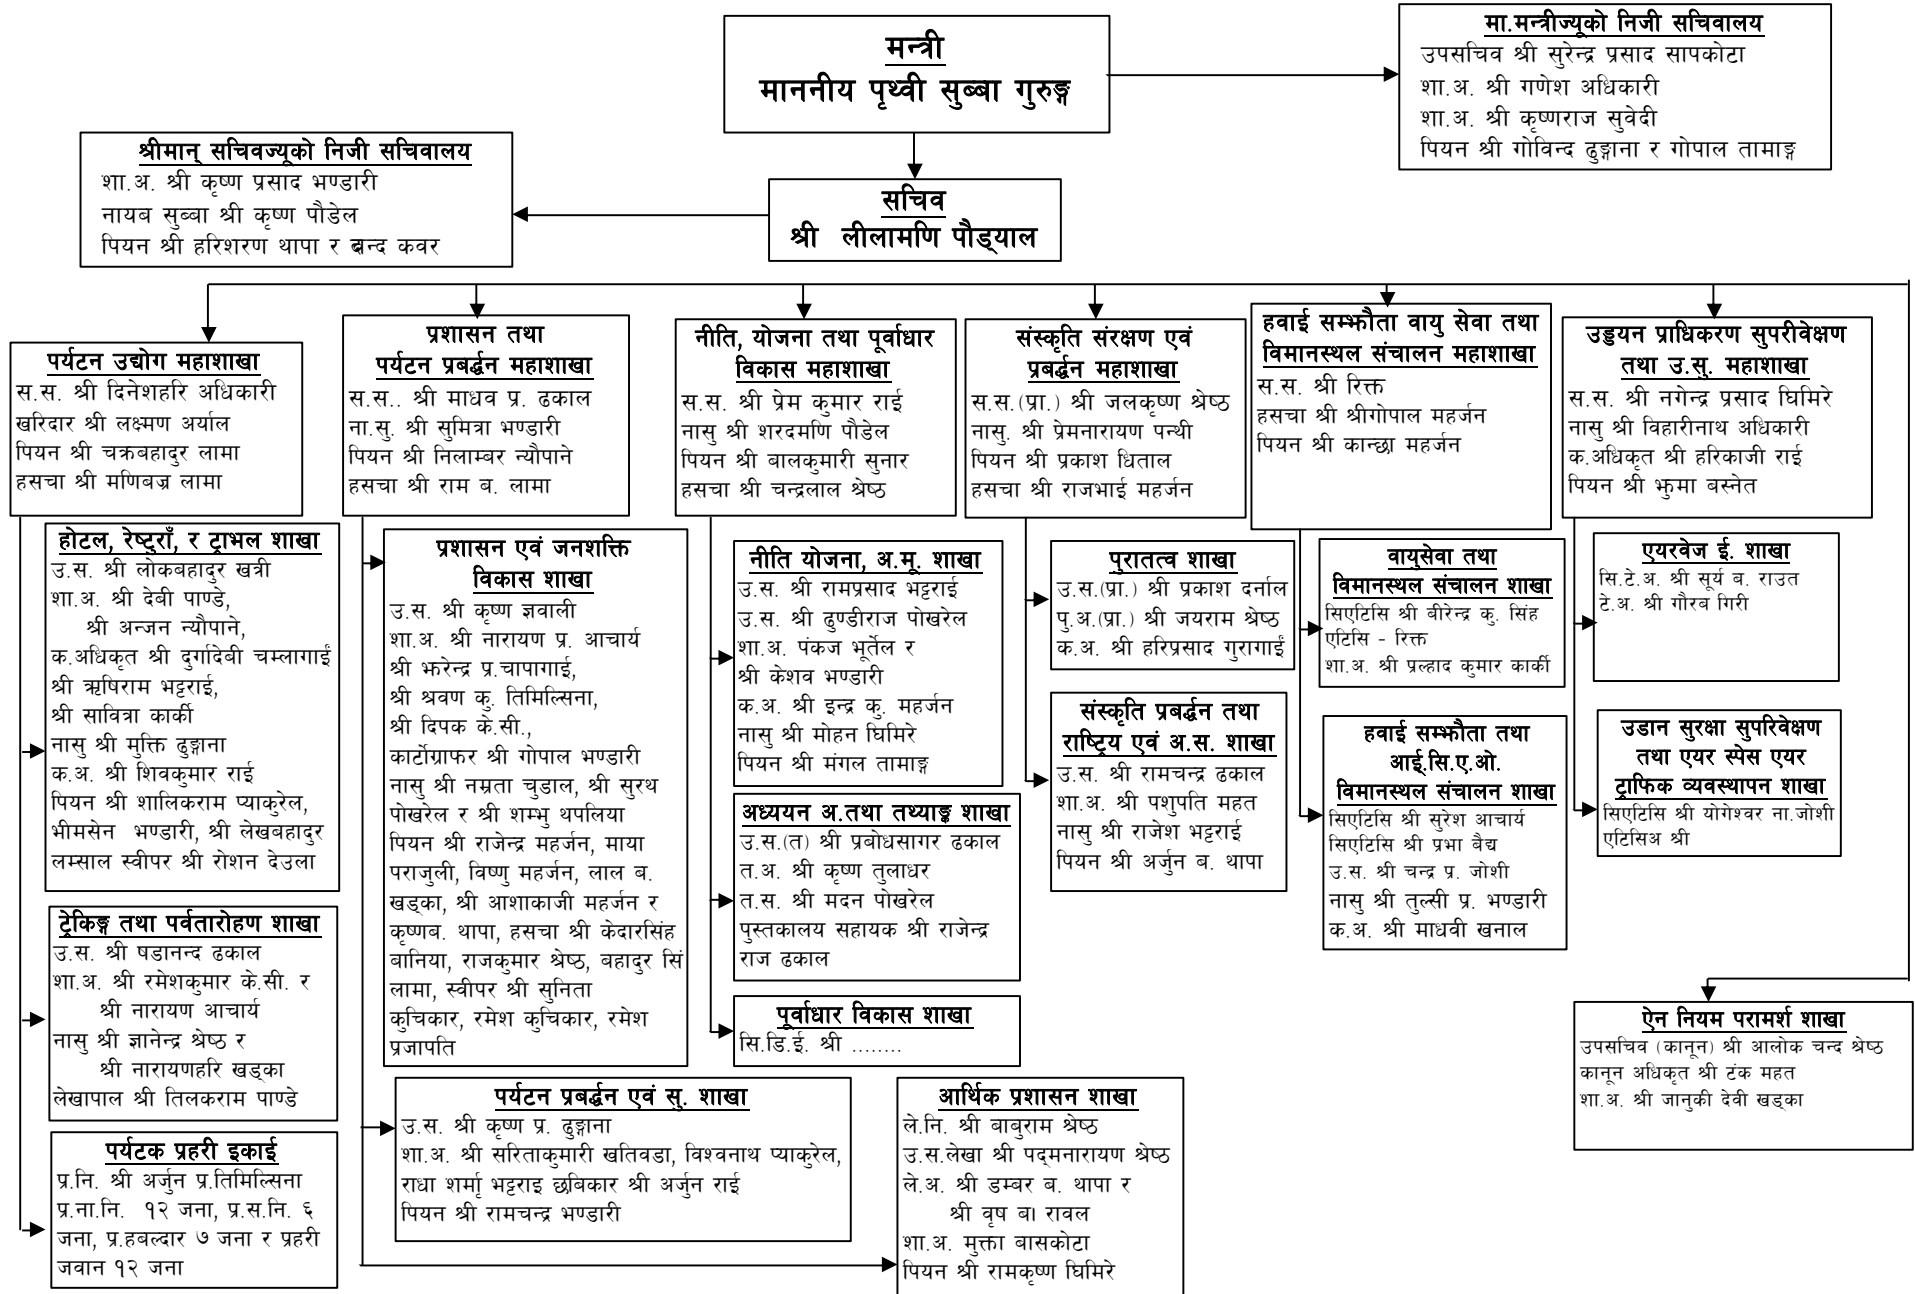 मन्त्री
माननीय पृथ्वी सुब्बा गुरुङ्ग
मा.मन्त्रीज्यूको निजी सचिवालय
उपसचिव श्री सुरेन्द्र प्रसाद सापकोटा
शा.अ. श्री गणेश अधिकारी
शा.अ. श्री कृष्णराज सुवेदी
पियन श्री गोविन्द ढुङ्गाना र गोपाल तामाङ्ग
श्रीमान् सचिवज्यूको निजी सचिवालय
शा.अ. श्री कृष्ण प्रसाद भण्डारी
नायब सुब्बा श्री कृष्ण पौडेल
पियन श्री हरिशरण थापा र कवर
सचिव
श्री लीलामणि पौड्याल
पर्यटन उद्योग महाशाखा
स.स. श्री दिनेशहरि अधिकारी
खरिदार श्री लक्ष्मण अर्याल
पियन श्री चक्रबहादुर लामा
हसचा श्री मणिबज्र लामा
होटल, रेष्टुराँ, र ट्राभल शाखा
उ.स. श्री लोकबहादुर खत्री
शा.अ. श्री देबी पाण्डे,
श्री अन्जन न्यौपाने,
क.अधिकृत श्री दुर्गादेबी चम्लागाईं
श्री ऋषिराम भट्टराई,
श्री सावित्रा कार्की
नासु श्री मुक्ति ढुङ्गाना
क.अ. श्री शिवकुमार राई
पियन श्री शालिकराम प्याकुरेल,
भीमसेन भण्डारी, श्री लेखबहादुर
लम्साल स्वीपर श्री रोशन देउला
ट्रेकिङ्ग तथा पर्वतारोहण शाखा
उ.स. श्री षडानन्द ढकाल
शा.अ. श्री रमेशकुमार के.सी. र
श्री नारायण आचार्य
नासु श्री ज्ञानेन्द्र श्रेष्ठ र
श्री नारायणहरि खड्का
लेखापाल श्री तिलकराम पाण्डे
पर्यटक प्रहरी इकाई
प्र.नि. श्री अर्जुन प्र.तिमिल्सिना
प्र.ना.नि. १२ जना, प्र.स.नि. ६
जना, प्र.हबल्दार ७ जना र प्रहरी
जवान १२ जना
प्रशासन तथा
पर्यटन प्रबर्द्धन महाशाखा
स.स.. श्री माधव प्र. ढकाल
ना.सु. श्री सुमित्रा भण्डारी
पियन श्री निलाम्बर न्यौपाने
हसचा श्री राम ब. लामा
प्रशासन एवं जनशक्ति
विकास शाखा
उ.स. श्री कृष्ण ज्ञवाली
शा.अ. श्री नारायण प्र. आचार्य
श्री झरेन्द्र प्र.चापागाई,
श्री श्रवण कु. तिमिल्सिना,
श्री दिपक के.सी.,
कार्टोग्राफर श्री गोपाल भण्डारी
नासु श्री नम्रता चुडाल, श्री सुरथ
पोखरेल र श्री शम्भु थपलिया
पियन श्री राजेन्द्र महर्जन, माया
पराजुली, विष्णु महर्जन, लाल ब.
खड्का, श्री आशाकाजी महर्जन र
कृष्णब. थापा, हसचा श्री केदारसिंह
बानिया, राजकुमार श्रेष्ठ, बहादुर सिं
लामा, स्वीपर श्री सुनिता
कुचिकार, रमेश कुचिकार, रमेश
प्रजापति
पर्यटन प्रबर्द्धन एवं सु. शाखा
उ.स. श्री कृष्ण प्र. ढुङ्गाना
शा.अ. श्री सरिताकुमारी खतिवडा, विश्वनाथ प्याकुरेल,
राधा शर्मा भट्टराइ छबिकार श्री अर्जुन राई
पियन श्री रामचन्द्र भण्डारी
आर्थिक प्रशासन शाखा
ले.नि. श्री बाबुराम श्रेष्ठ
उ.स.लेखा श्री पद्मनारायण श्रेष्ठ
ले.अ. श्री डम्बर ब. थापा र
श्री वृष ब। रावल
शा.अ. मुक्ता बासकोटा
पियन श्री रामकृष्ण घिमिरे
नीति, योजना तथा पूर्वाधार
विकास महाशाखा
स.स. श्री प्रेम कुमार राई
नासु श्री शरदमणि पौडेल
पियन श्री बालकुमारी सुनार
हसचा श्री चन्द्रलाल श्रेष्ठ
नीति योजना, अ.मू. शाखा
उ.स. श्री रामप्रसाद भट्टराई
उ.स. श्री ढुण्डीराज पोखरेल
शा.अ. पंकज भूर्तेल र
श्री केशव भण्डारी
क.अ. श्री इन्द्र कु. महर्जन
नासु श्री मोहन घिमिरे
पियन श्री मंगल तामाङ्ग
अध्ययन अ.तथा तथ्याङ्क शाखा
उ.स.(त) श्री प्रबोधसागर ढकाल
त.अ. श्री कृष्ण तुलाधर
त.स. श्री मदन पोखरेल
पुस्तकालय सहायक श्री राजेन्द्र
राज ढकाल
पूर्वाधार विकास शाखा
सि.डि.ई. श्री ........
संस्कृति संरक्षण एवं
प्रबर्द्धन महाशाखा
स.स.(प्रा.) श्री जलकृष्ण श्रेष्ठ
नासु. श्री प्रेमनारायण पन्थी
पियन श्री प्रकाश धिताल
हसचा श्री राजभाई महर्जन
पुरातत्व शाखा
उ.स.(प्रा.) श्री प्रकाश दर्नाल
पु.अ.(प्रा.) श्री जयराम श्रेष्ठ
क.अ. श्री हरिप्रसाद गुरागाईं
संस्कृति प्रबर्द्धन तथा
राष्ट्रिय एवं अ.स. शाखा
उ.स. श्री रामचन्द्र ढकाल
शा.अ. श्री पशुपति महत
नासु श्री राजेश भट्टराई
पियन श्री अर्जुन ब. थापा
हवाई सम्झौता वायु सेवा तथा
विमानस्थल संचालन महाशाखा
स.स. श्री रिक्त
हसचा श्री श्रीगोपाल महर्जन
पियन श्री कान्छा महर्जन
वायुसेवा तथा
विमानस्थल संचालन शाखा
सिएटिसि श्री बीरेन्द्र कु. सिंह
एटिसि - रिक्त
शा.अ. श्री प्रल्हाद कुमार कार्की
हवाई सम्झौता तथा
आई.सि.ए.ओ.
विमानस्थल संचालन शाखा
सिएटिसि श्री सुरेश आचार्य
सिएटिसि श्री प्रभा बैद्य
उ.स. श्री चन्द्र प्र. जोशी
नासु श्री तुल्सी प्र. भण्डारी
क.अ. श्री माधवी खनाल
उड्डयन प्राधिकरण सुपरीवेक्षण
तथा उ.सु. महाशाखा
स.स. श्री नगेन्द्र प्रसाद घिमिरे
नासु श्री विहारीनाथ अधिकारी
क.अधिकृत श्री हरिकाजी राई
पियन श्री झुमा बस्नेत
एयरवेज ई. शाखा
सि.टे.अ. श्री सूर्य ब. राउत
टे.अ. श्री गौरब गिरी
उडान सुरक्षा सुपरिवेक्षण
तथा एयर स्पेस एयर
ट्राफिक व्यवस्थापन शाखा
सिएटिसि श्री योगेश्वर ना.जोशी
एटिसिअ श्री
ऐन नियम परामर्श शाखा
उपसचिव (कानून) श्री आलोक चन्द श्रेष्ठ
कानून अधिकृत श्री टंक महत
शा.अ. श्री जानुकी देवी खड्का